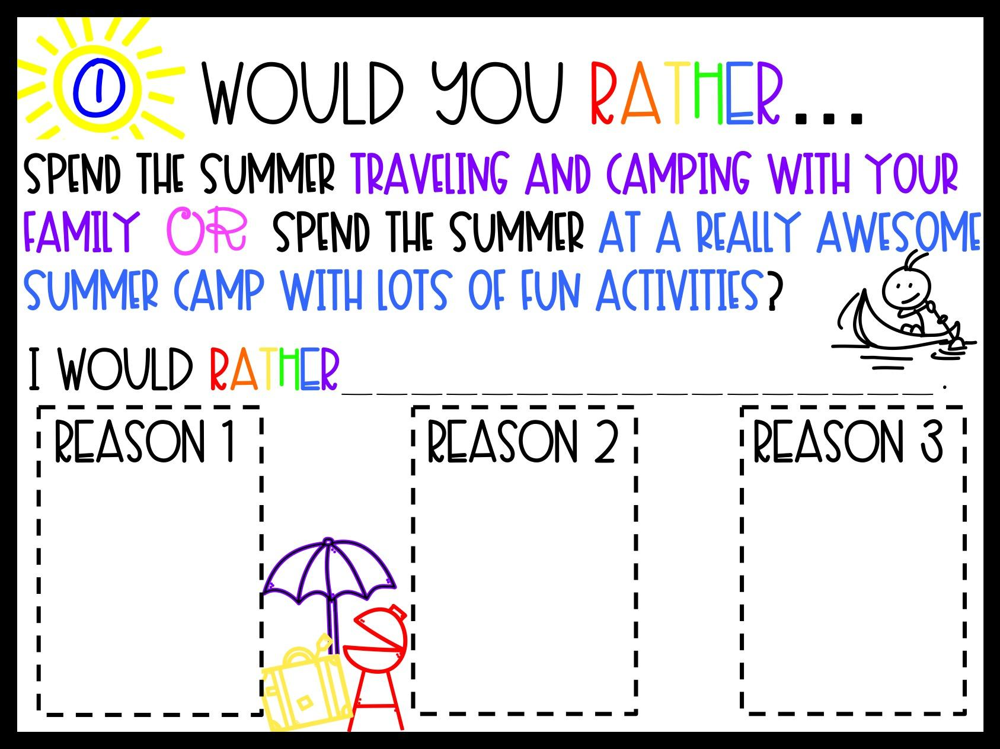 1 WOULD YOU RATHER...
SPEND THE SUMMER TRAVELING AND CAMPING WITH YOUR
FAMILY OR SPEND THE SUMMER AT A REALLY AWESOME
SUMMER CAMP WITH LOTS OF FUN ACTIVITIES?
I WOULD RATHER_________________.
REASON 1
REASON 2
REASON 3